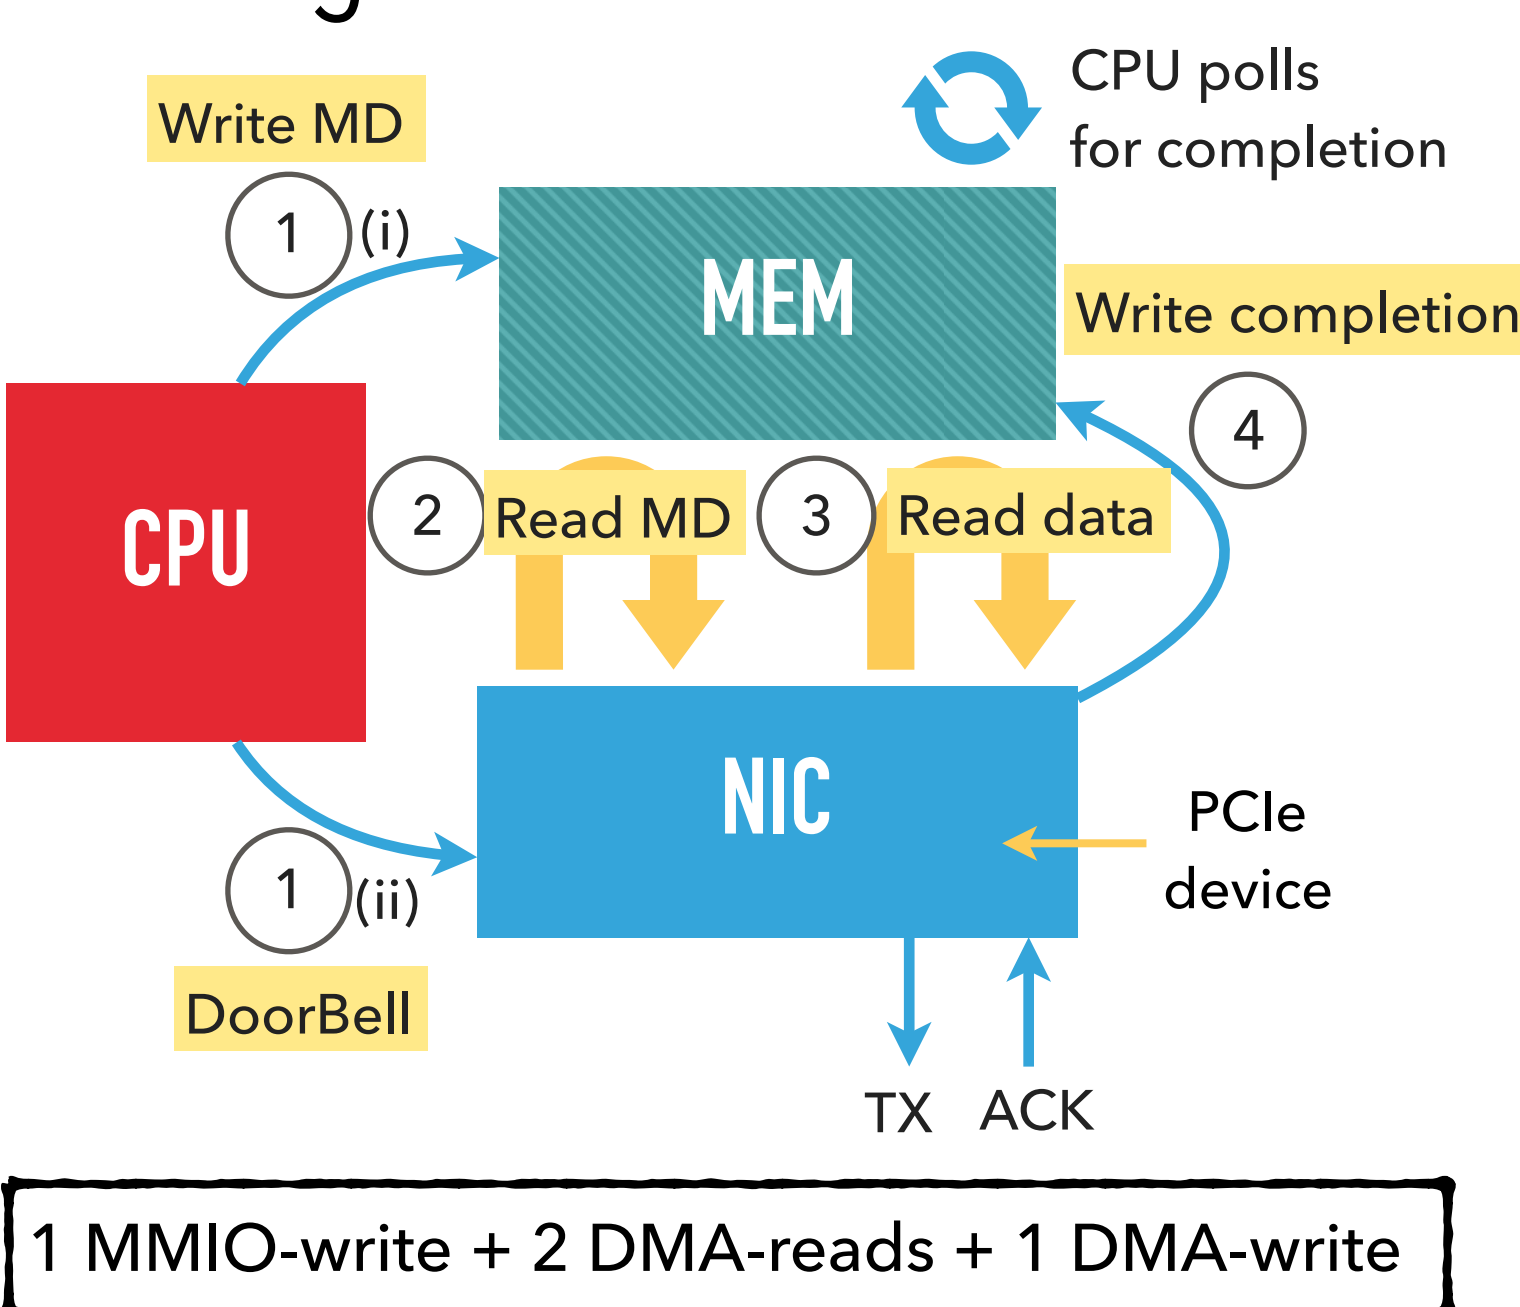 CPU polls
for completion
Write MD
1 (i)
MEM
Write completion
4
CPU
2 Read MD
3 Read data
NIC
PCIe
device
1 (ii)
DoorBell
TX ACK
1 MMIO-write + 2 DMA-reads + 1 DMA-write